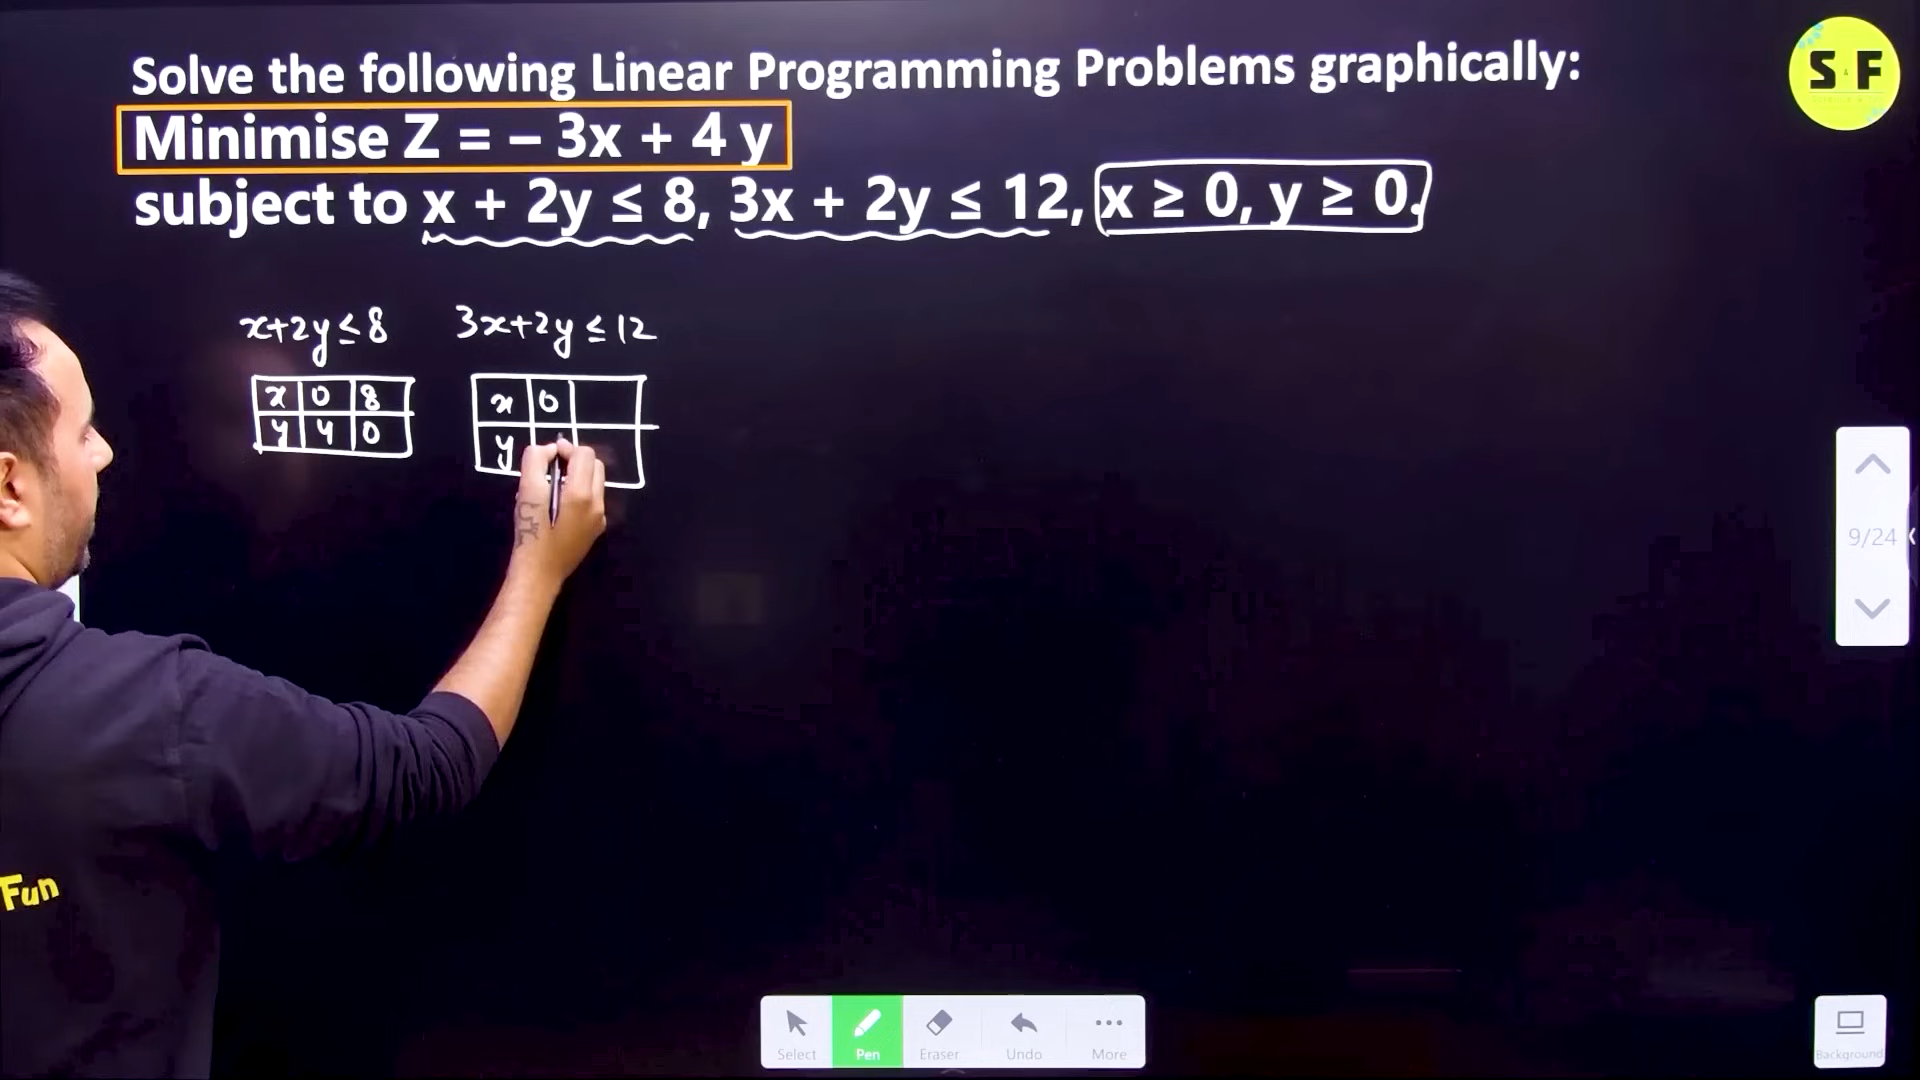 Solve the following Linear Programming Problems graphically:
Minimise Z = – 3x + 4 y
subject to x + 2y ≤ 8, 3x + 2y ≤ 12, x ≥ 0, y ≥ 0.
S F
x+2y≤8 3x+2y≤12
x 0 8
y 4 0
x 0
y
9/24
Fun
Select Pen Eraser Undo More
Background